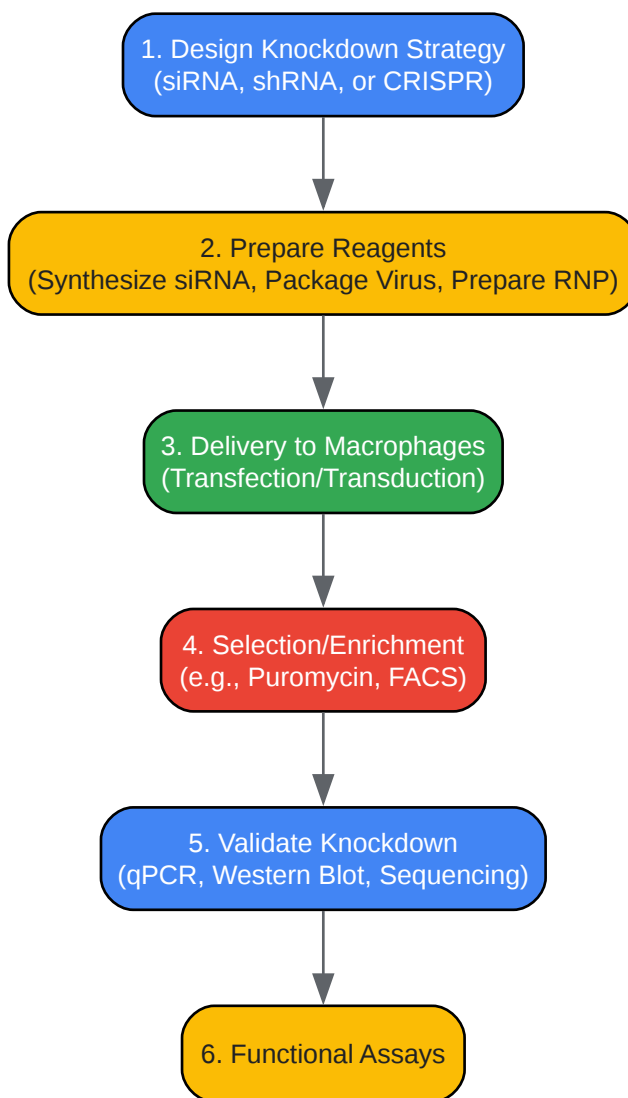 1. Design Knockdown Strategy
(siRNA, shRNA, or CRISPR)
2. Prepare Reagents
(Synthesize siRNA, Package Virus, Prepare RNP)
3. Delivery to Macrophages
(Transfection/Transduction)
4. Selection/Enrichment
(e.g., Puromycin, FACS)
5. Validate Knockdown
(qPCR, Western Blot, Sequencing)
6. Functional Assays